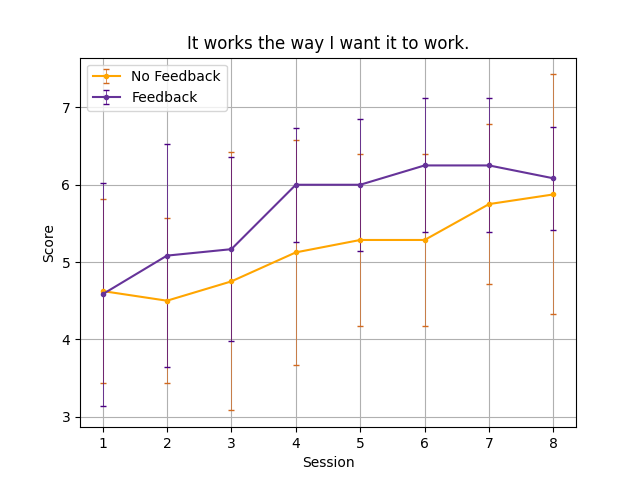 It works the way I want it to work.
No Feedback
Feedback
Score
7
6
5
4
3
1 2 3 4 5 6 7 8
Session